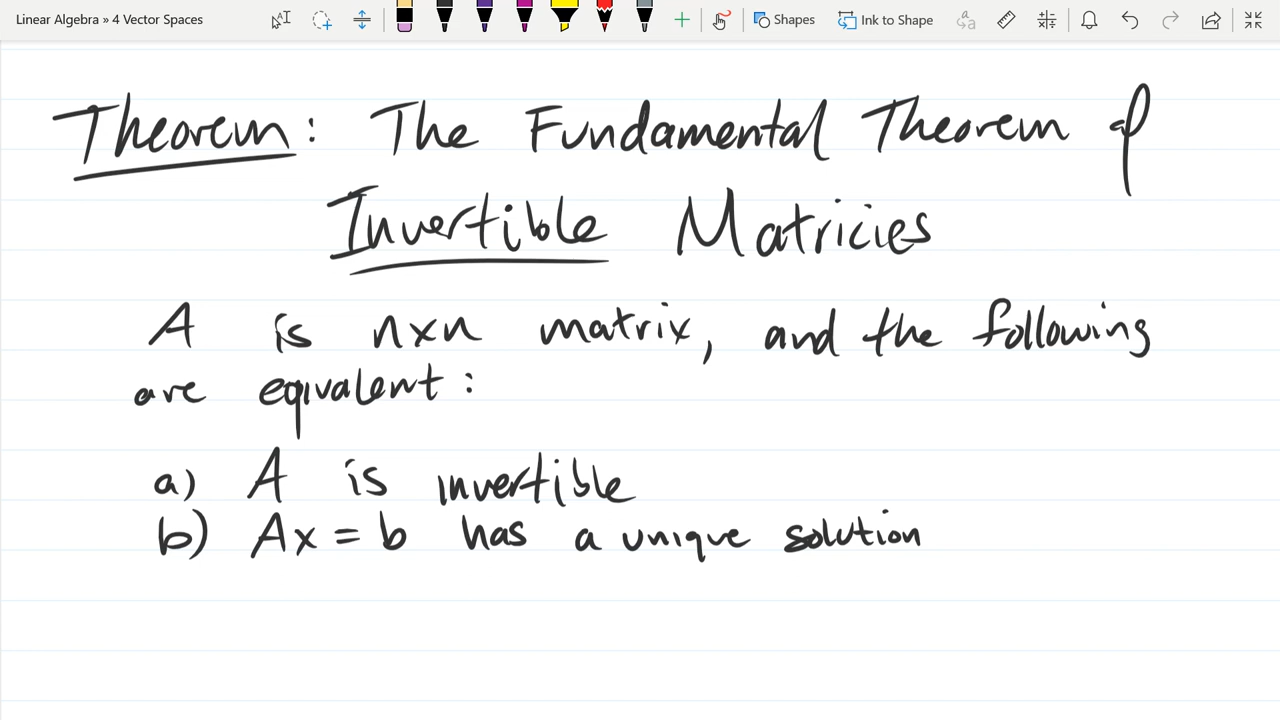 Linear Algebra » 4 Vector Spaces
Shapes
Ink to Shape
Theorem: The Fundamental Theorem of
Invertible Matricies
A is n×n matrix, and the following
are equivalent:
a) A is invertible
b) Ax = b has a unique solution